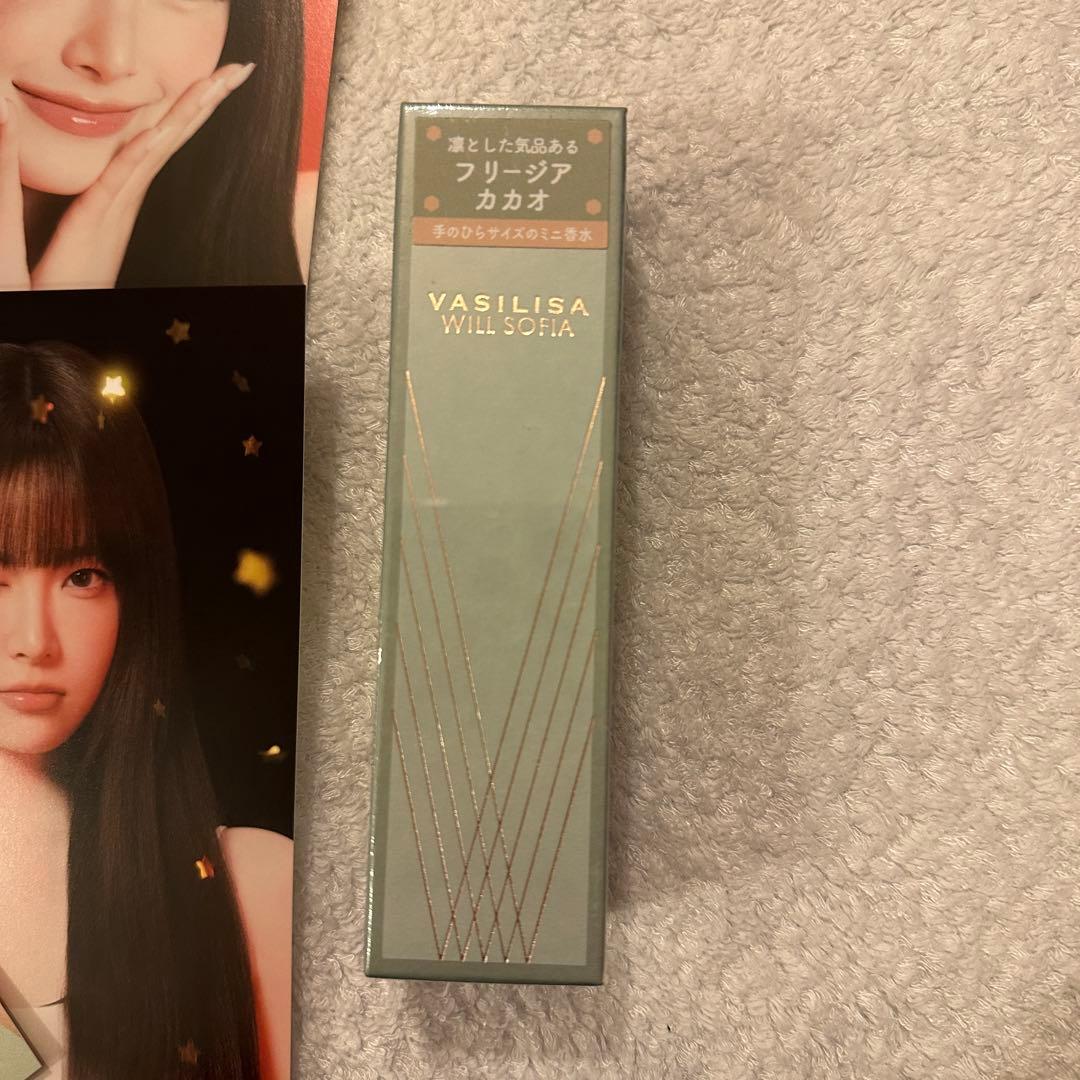 凛とした気品ある
フリージア
カカオ
手のひらサイズのミニ香水
VASILISA
WILL SOFIA